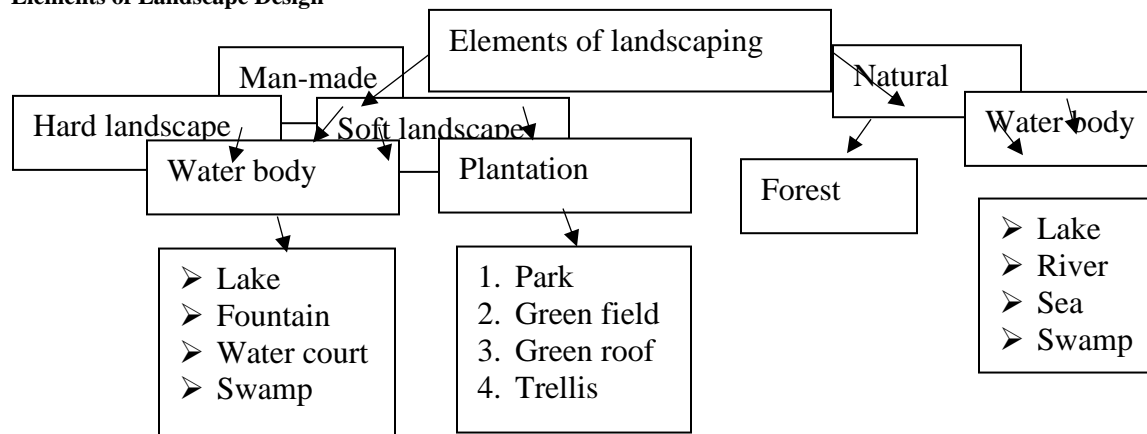 Elements of Landscape Design
Elements of landscaping
Man-made
Natural
Hard landscape
Soft landscape
Water body
Water body
Plantation
Forest
➢ Lake
➢ Fountain
➢ Water court
➢ Swamp
1. Park
2. Green field
3. Green roof
4. Trellis
➢ Lake
➢ River
➢ Sea
➢ Swamp